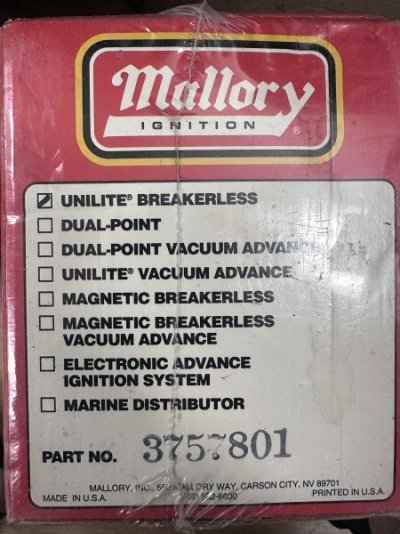 Mallory
IGNITION ®
UNILITE® BREAKERLESS
DUAL-POINT
DUAL-POINT VACUUM ADVANCE
UNILITE® VACUUM ADVANCE
MAGNETIC BREAKERLESS
MAGNETIC BREAKERLESS
VACUUM ADVANCE
ELECTRONIC ADVANCE
IGNITION SYSTEM
MARINE DISTRIBUTOR
PART NO. 3757801
MALLORY, INC., MALLORY WAY, CARSON CITY, NV 89701
MADE IN U.S.A. PRINTED IN U.S.A.